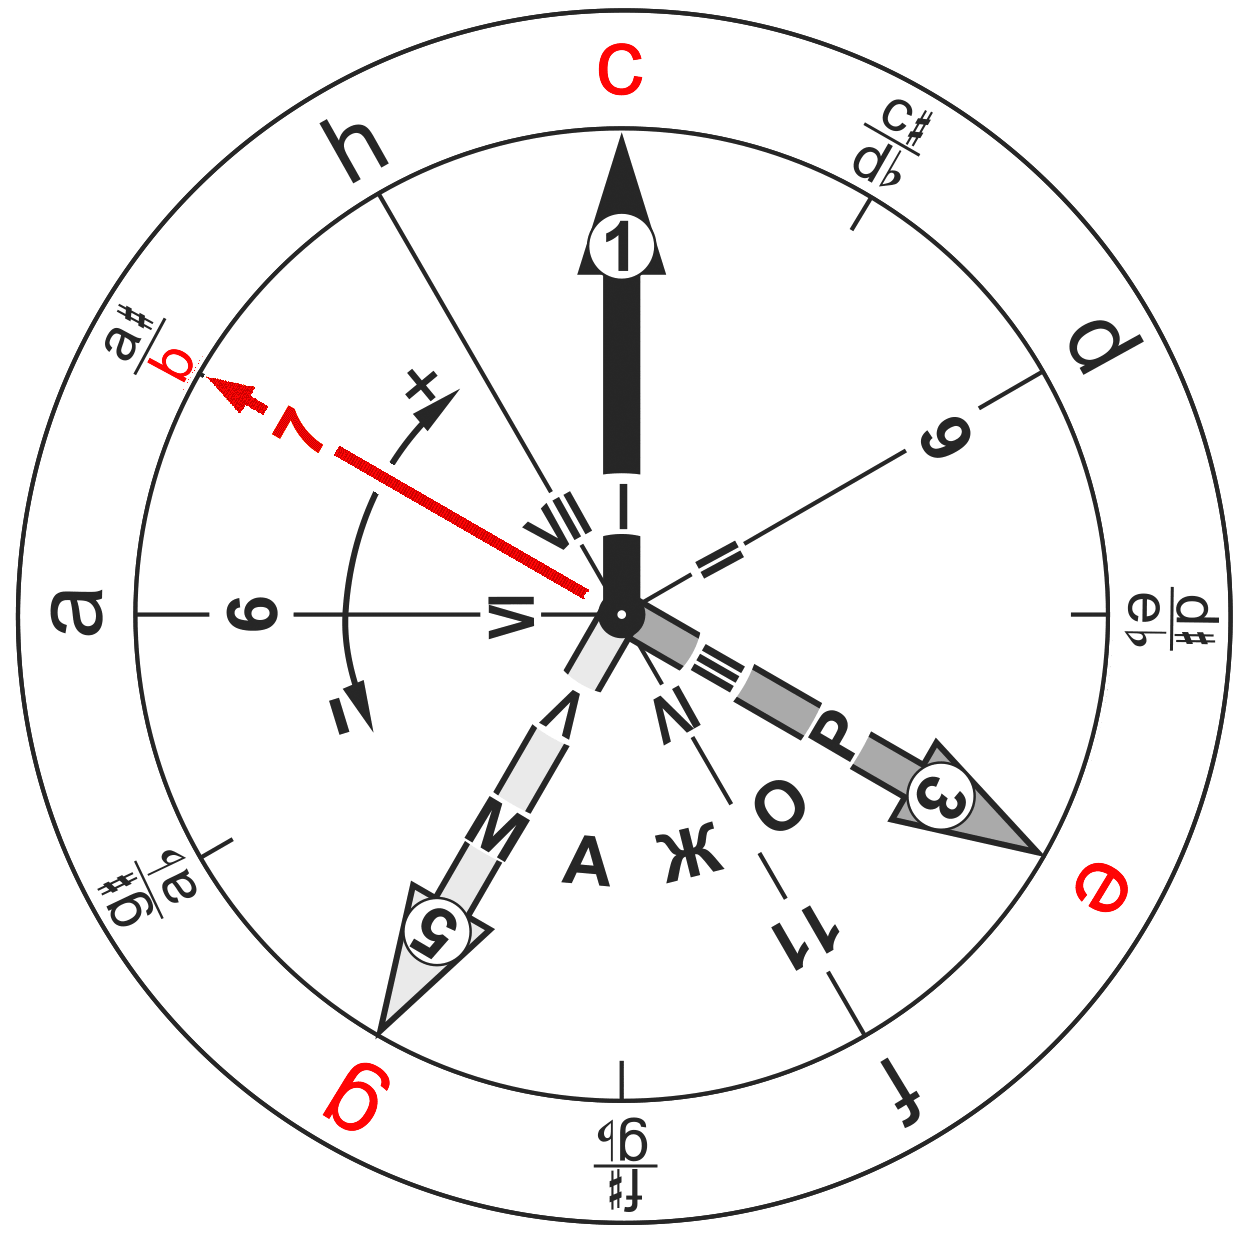 c
c♯
d♭
d
d♯
e♭
e
f
f♯
g♭
g
g♯
a♭
a
a♯
b
h
1
9
3
11
5
6
7
+
−
I
II
III
IV
V
VI
VII
М А Ж О Р